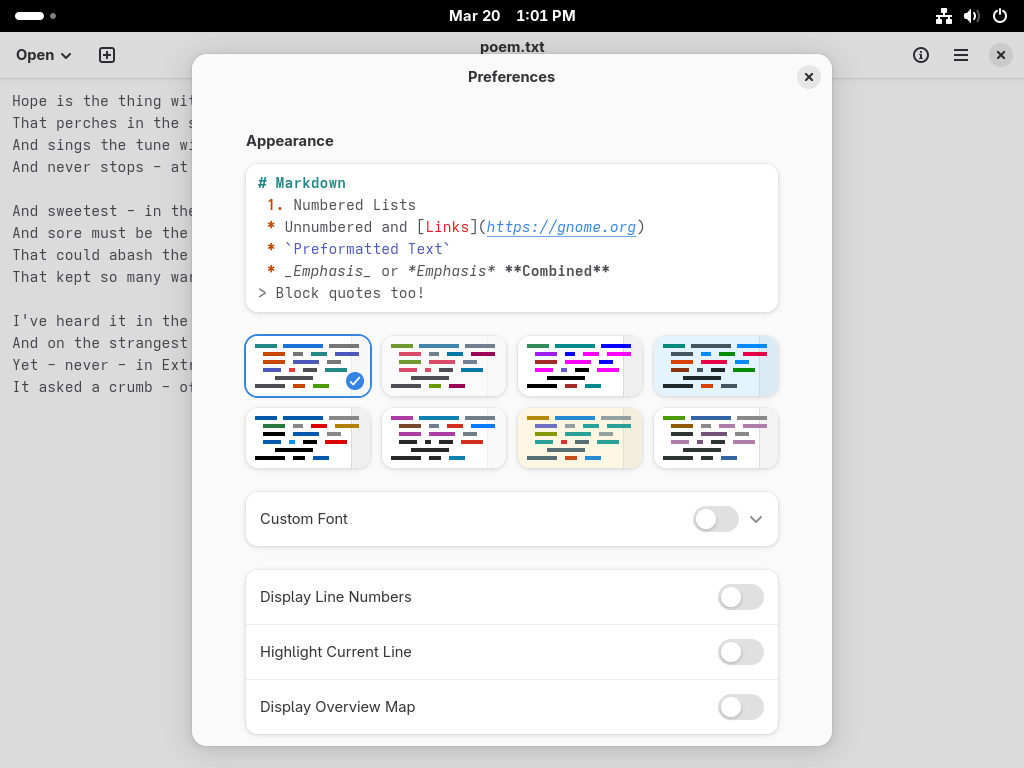 Mar 20 1:01 PM
Open
poem.txt
Hope is the thing wit
That perches in the s
And sings the tune wi
And never stops – at
And sweetest – in the
And sore must be the
That could abash the
That kept so many war
I've heard it in the
And on the strangest
Yet – never – in Extr
It asked a crumb – of
Preferences
Appearance
# Markdown
1. Numbered Lists
* Unnumbered and [Links](https://gnome.org)
* `Preformatted Text`
* _Emphasis_ or *Emphasis* **Combined**
> Block quotes too!
Custom Font
Display Line Numbers
Highlight Current Line
Display Overview Map